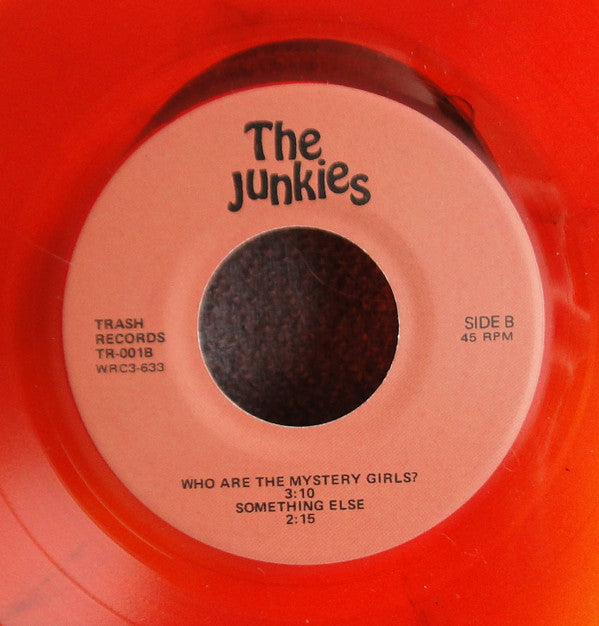 The
Junkies
TRASH
RECORDS
TR-001B
WRC3-633
SIDE B
45 RPM
WHO ARE THE MYSTERY GIRLS?
3:10
SOMETHING ELSE
2:15